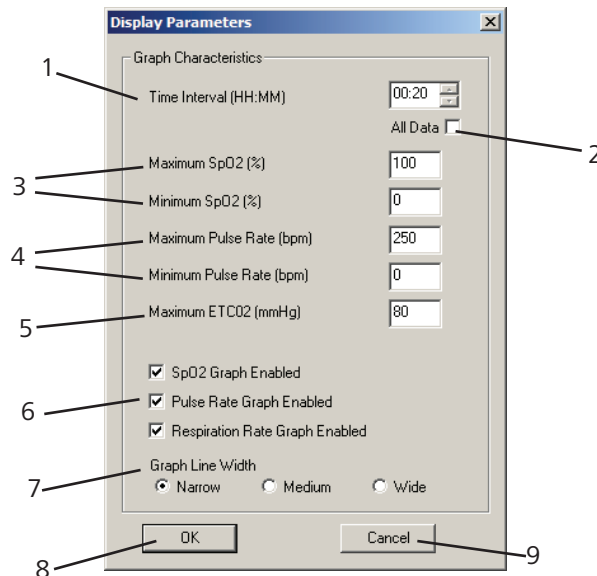 Display Parameters
Graph Characteristics
1
Time Interval (HH:MM)
00:20
All Data
2
3
Maximum SpO2 (%)
100
Minimum SpO2 (%)
0
4
Maximum Pulse Rate (bpm)
250
Minimum Pulse Rate (bpm)
0
5
Maximum ETCO2 (mmHg)
80
SpO2 Graph Enabled
6
Pulse Rate Graph Enabled
Respiration Rate Graph Enabled
7
Graph Line Width
Narrow Medium Wide
OK Cancel
8
9